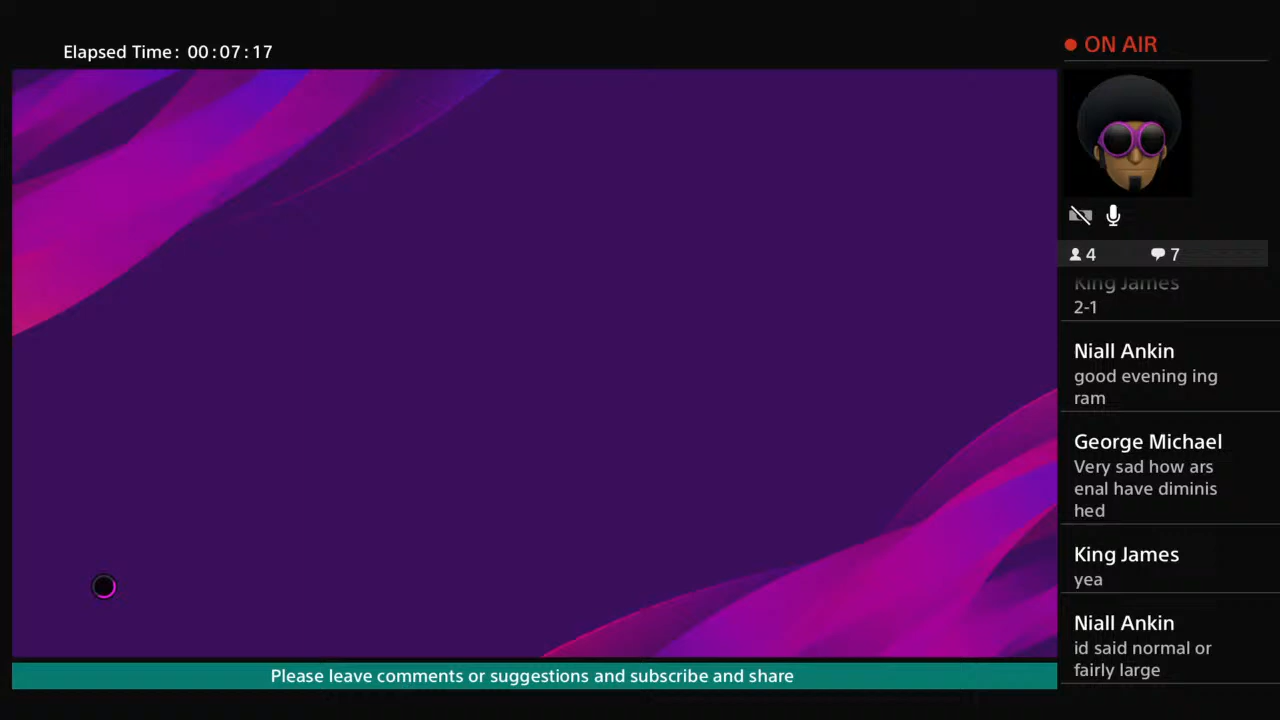 Elapsed Time: 00:07:17
ON AIR
4 7
King James
2-1
Niall Ankin
good evening ing
ram
George Michael
Very sad how ars
enal have diminis
hed
King James
yea
Niall Ankin
id said normal or
fairly large
Please leave comments or suggestions and subscribe and share